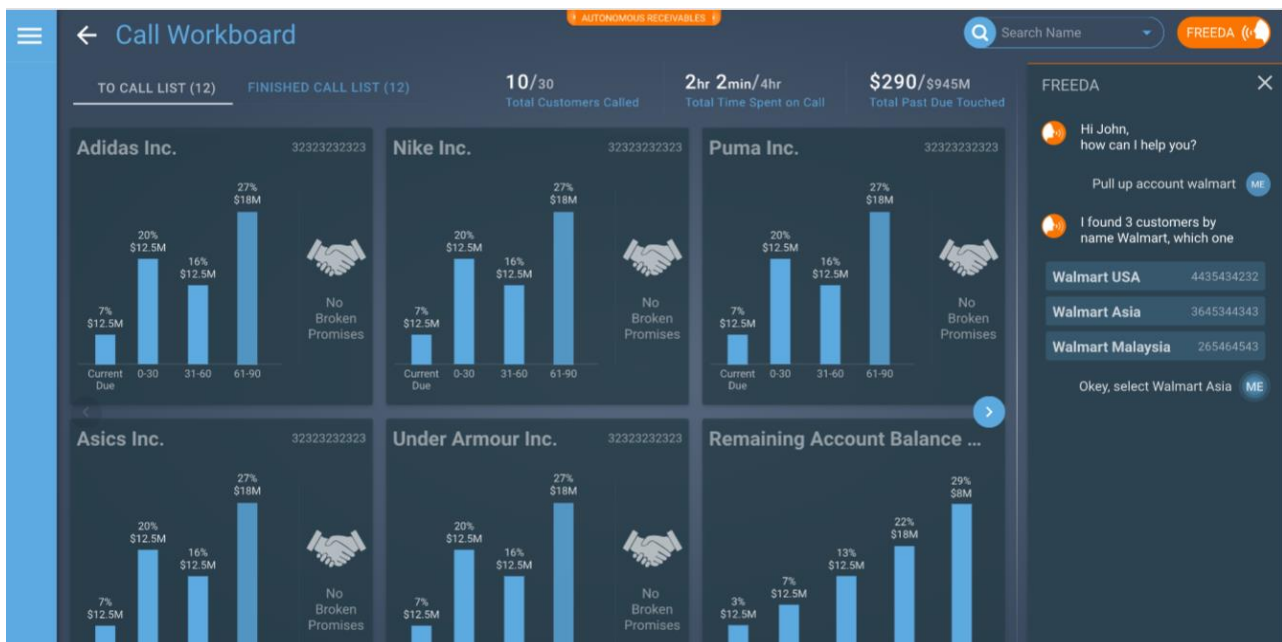 AUTONOMOUS RECEIVABLES
Call Workboard
Search Name
FREEDA
TO CALL LIST (12)
FINISHED CALL LIST (12)
10/30
Total Customers Called
2hr 2min/4hr
Total Time Spent on Call
$290/$945M
Total Past Due Touched
Adidas Inc.
32323232323
7%
$12.5M
20%
$12.5M
16%
$12.5M
27%
$18M
Current
Due
0-30
31-60
61-90
No
Broken
Promises
Nike Inc.
32323232323
7%
$12.5M
20%
$12.5M
16%
$12.5M
27%
$18M
Current
Due
0-30
31-60
61-90
No
Broken
Promises
Puma Inc.
32323232323
7%
$12.5M
20%
$12.5M
16%
$12.5M
27%
$18M
Current
Due
0-30
31-60
61-90
No
Broken
Promises
Asics Inc.
32323232323
7%
$12.5M
20%
$12.5M
16%
$12.5M
27%
$18M
No
Broken
Promises
Under Armour Inc.
32323232323
7%
$12.5M
20%
$12.5M
16%
$12.5M
27%
$18M
No
Broken
Promises
Remaining Account Balance ...
3%
$12.5M
7%
$12.5M
13%
$12.5M
22%
$18M
29%
$8M
FREEDA
Hi John,
how can I help you?
Pull up account walmart
ME
I found 3 customers by
name Walmart, which one
Walmart USA 4435434232
Walmart Asia 3645344343
Walmart Malaysia 265464543
Okey, select Walmart Asia
ME